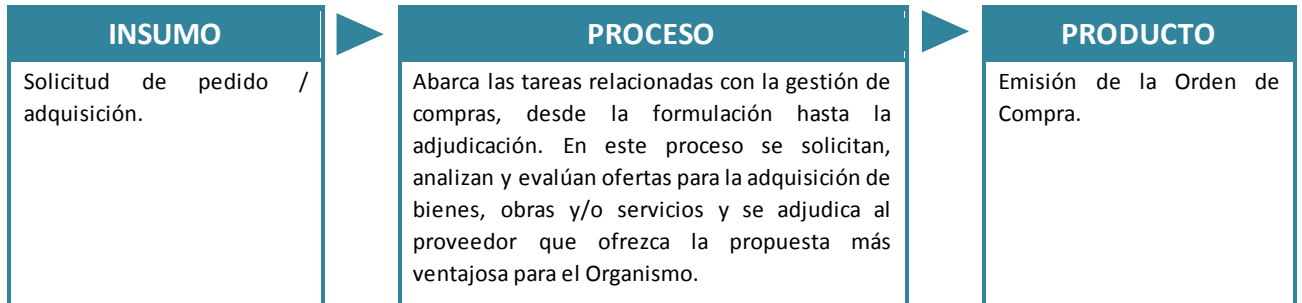 INSUMO
Solicitud de pedido /
adquisición.
PROCESO
Abarca las tareas relacionadas con la gestión de
compras, desde la formulación hasta la
adjudicación. En este proceso se solicitan,
analizan y evalúan ofertas para la adquisición de
bienes, obras y/o servicios y se adjudica al
proveedor que ofrezca la propuesta más
ventajosa para el Organismo.
PRODUCTO
Emisión de la Orden de
Compra.